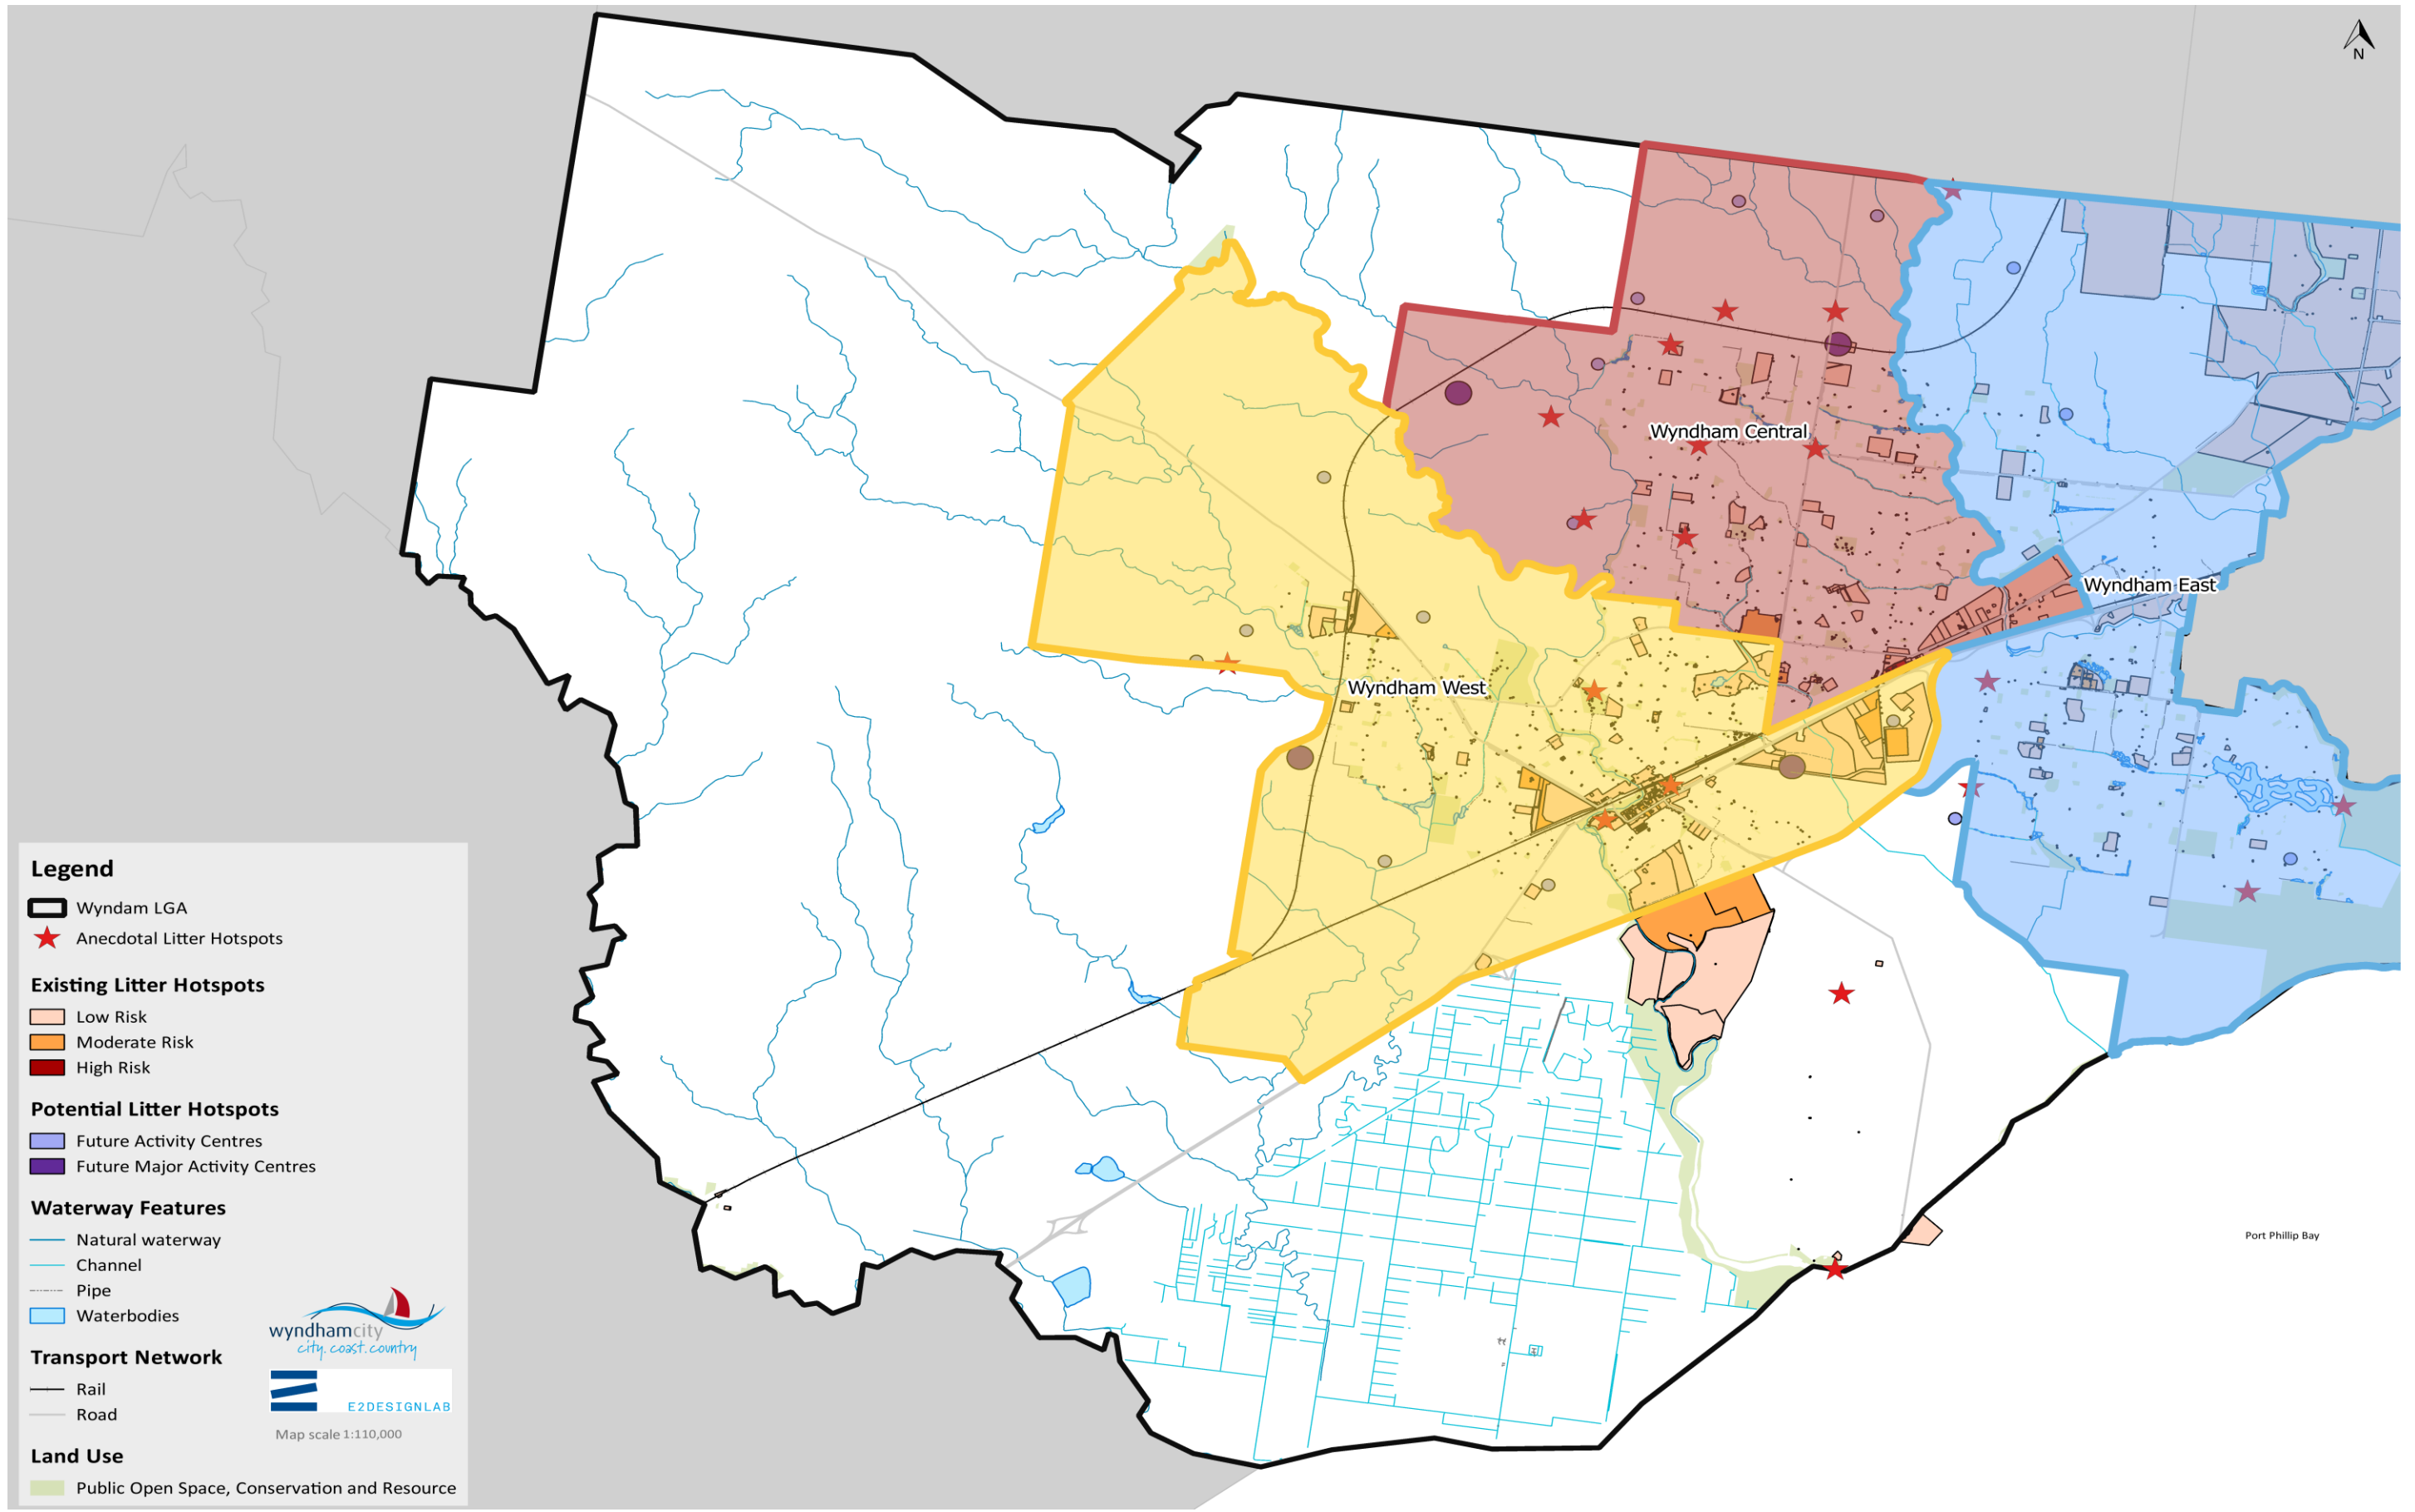 N
Wyndham Central
Wyndham East
Wyndham West
Port Phillip Bay
Legend
Wyndam LGA
Anecdotal Litter Hotspots
Existing Litter Hotspots
Low Risk
Moderate Risk
High Risk
Potential Litter Hotspots
Future Activity Centres
Future Major Activity Centres
Waterway Features
Natural waterway
Channel
Pipe
Waterbodies
Transport Network
Rail
Road
Land Use
Public Open Space, Conservation and Resource
wyndhamcity
city. coast. country
E2DESIGNLAB
Map scale 1:110,000